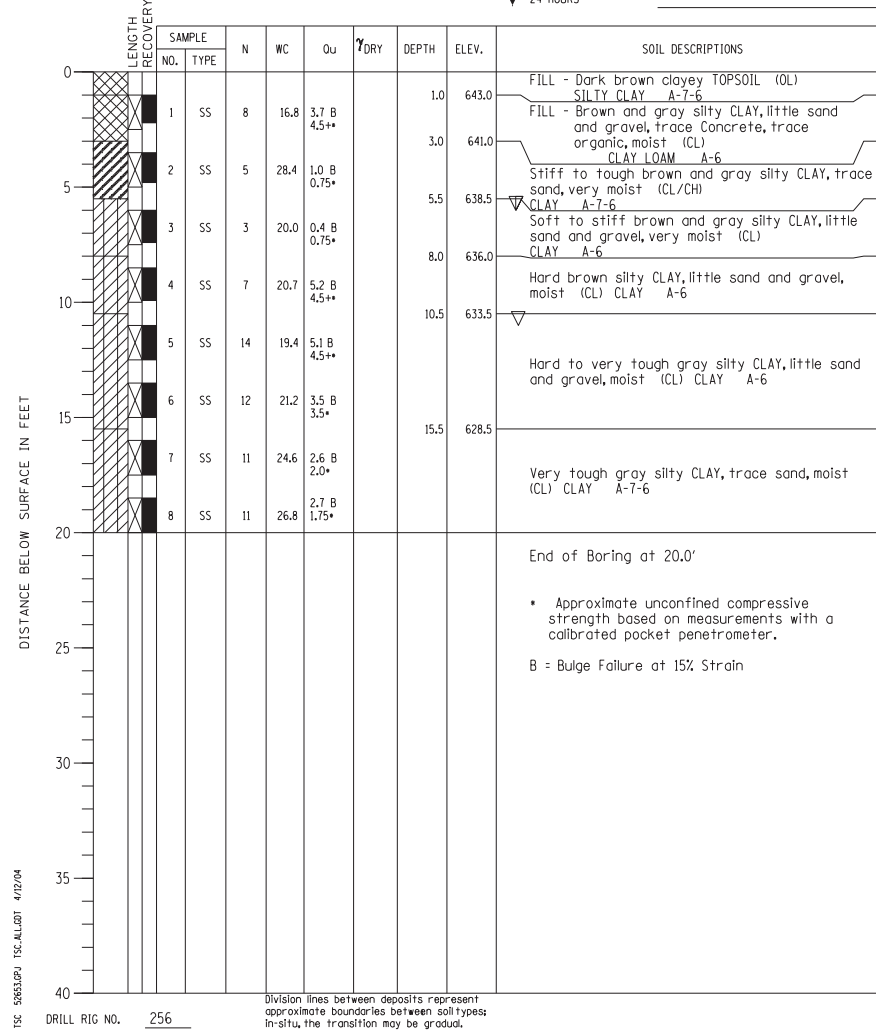 24 HOURS
LENGTH
RECOVERY
SAMPLE
NO. TYPE
N
WC
Qu
γDRY
DEPTH
ELEV.
SOIL DESCRIPTIONS
0
FILL - Dark brown clayey TOPSOIL (OL)
1.0 643.0
SILTY CLAY A-7-6
1 SS 8 16.8 3.7 B
4.5+*
FILL - Brown and gray silty CLAY, little sand
and gravel, trace Concrete, trace
organic, moist (CL)
3.0 641.0
CLAY LOAM A-6
2 SS 5 28.4 1.0 B
0.75*
Stiff to tough brown and gray silty CLAY, trace
sand, very moist (CL/CH)
5
5.5 638.5
CLAY A-7-6
3 SS 3 20.0 0.4 B
0.75*
Soft to stiff brown and gray silty CLAY, little
sand and gravel, very moist (CL)
8.0 636.0
CLAY A-6
4 SS 7 20.7 5.2 B
4.5+*
Hard brown silty CLAY, little sand and gravel,
moist (CL) CLAY A-6
10
10.5 633.5
5 SS 14 19.4 5.1 B
4.5+*
Hard to very tough gray silty CLAY, little sand
and gravel, moist (CL) CLAY A-6
6 SS 12 21.2 3.5 B
3.5*
15
15.5 628.5
7 SS 11 24.6 2.6 B
2.0*
Very tough gray silty CLAY, trace sand, moist
(CL) CLAY A-7-6
8 SS 11 26.8 2.7 B
1.75*
20
End of Boring at 20.0'
* Approximate unconfined compressive
strength based on measurements with a
calibrated pocket penetrometer.
25
B = Bulge Failure at 15% Strain
30
35
40
DISTANCE BELOW SURFACE IN FEET
TSC 52653.GPJ TSC_ALL.GDT 4/12/04
DRILL RIG NO. 256
Division lines between deposits represent
approximate boundaries between soil types;
in-situ, the transition may be gradual.